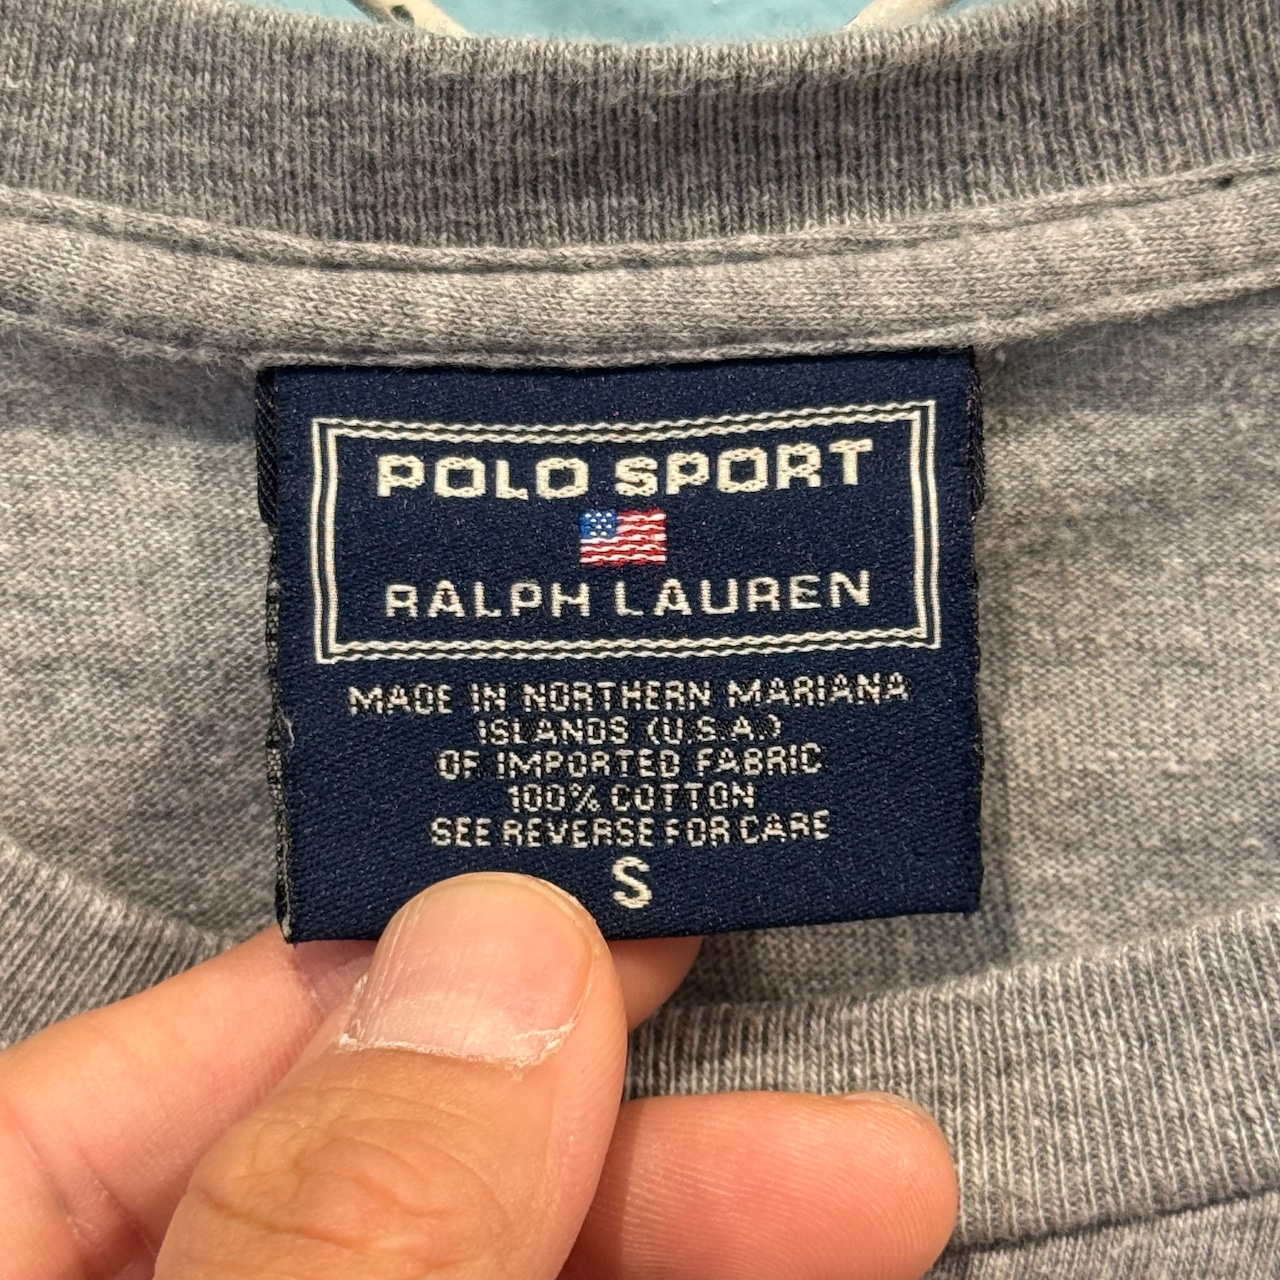 POLO SPORT
RALPH LAUREN
MADE IN NORTHERN MARIANA
ISLANDS (U.S.A.)
OF IMPORTED FABRIC
100% COTTON
SEE REVERSE FOR CARE
S